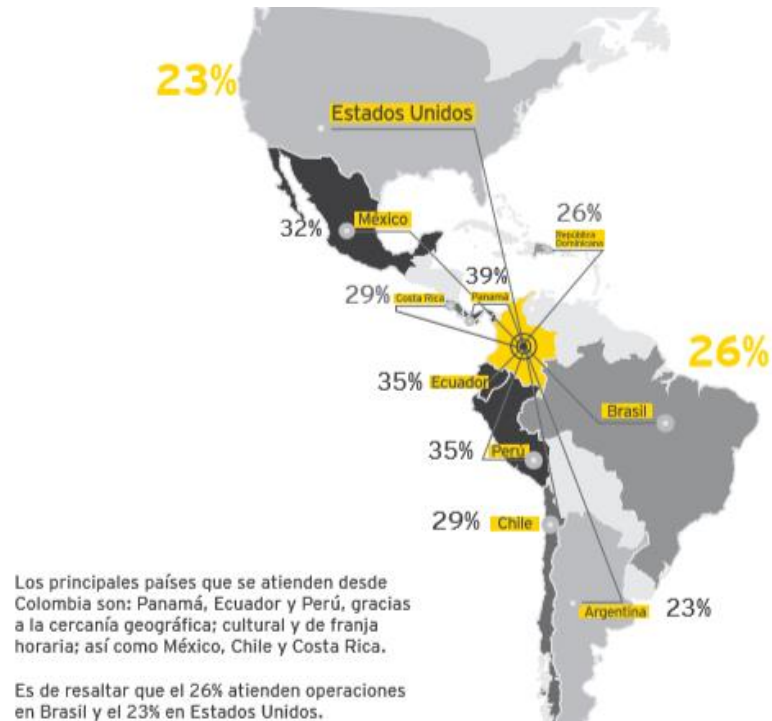 23%
Estados Unidos
32%
México
26%
República
Dominicana
39%
29%
Costa Rica
Panamá
26%
35%
Ecuador
Brasil
35%
Perú
29%
Chile
Argentina
23%
Los principales países que se atienden desde
Colombia son: Panamá, Ecuador y Perú, gracias
a la cercanía geográfica; cultural y de franja
horaria; así como México, Chile y Costa Rica.
Es de resaltar que el 26% atienden operaciones
en Brasil y el 23% en Estados Unidos.